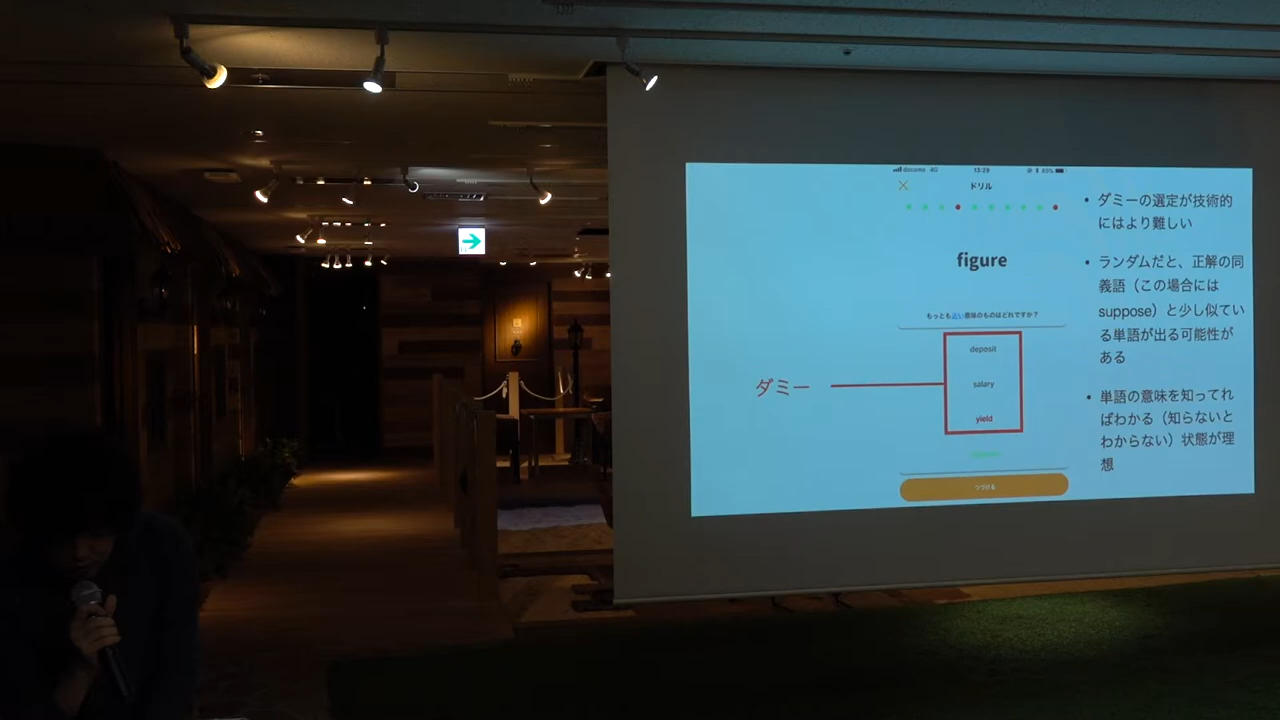 docomo 4G 13:29 85%
ドリル
figure
もっとも近い意味のものはどれですか？
deposit
salary
yield
つづける
ダミー
• ダミーの選定が技術的
にはより難しい
• ランダムだと、正解の同
義語（この場合には
suppose）と少し似てい
る単語が出る可能性が
ある
• 単語の意味を知ってれ
ばわかる（知らないと
わからない）状態が理
想